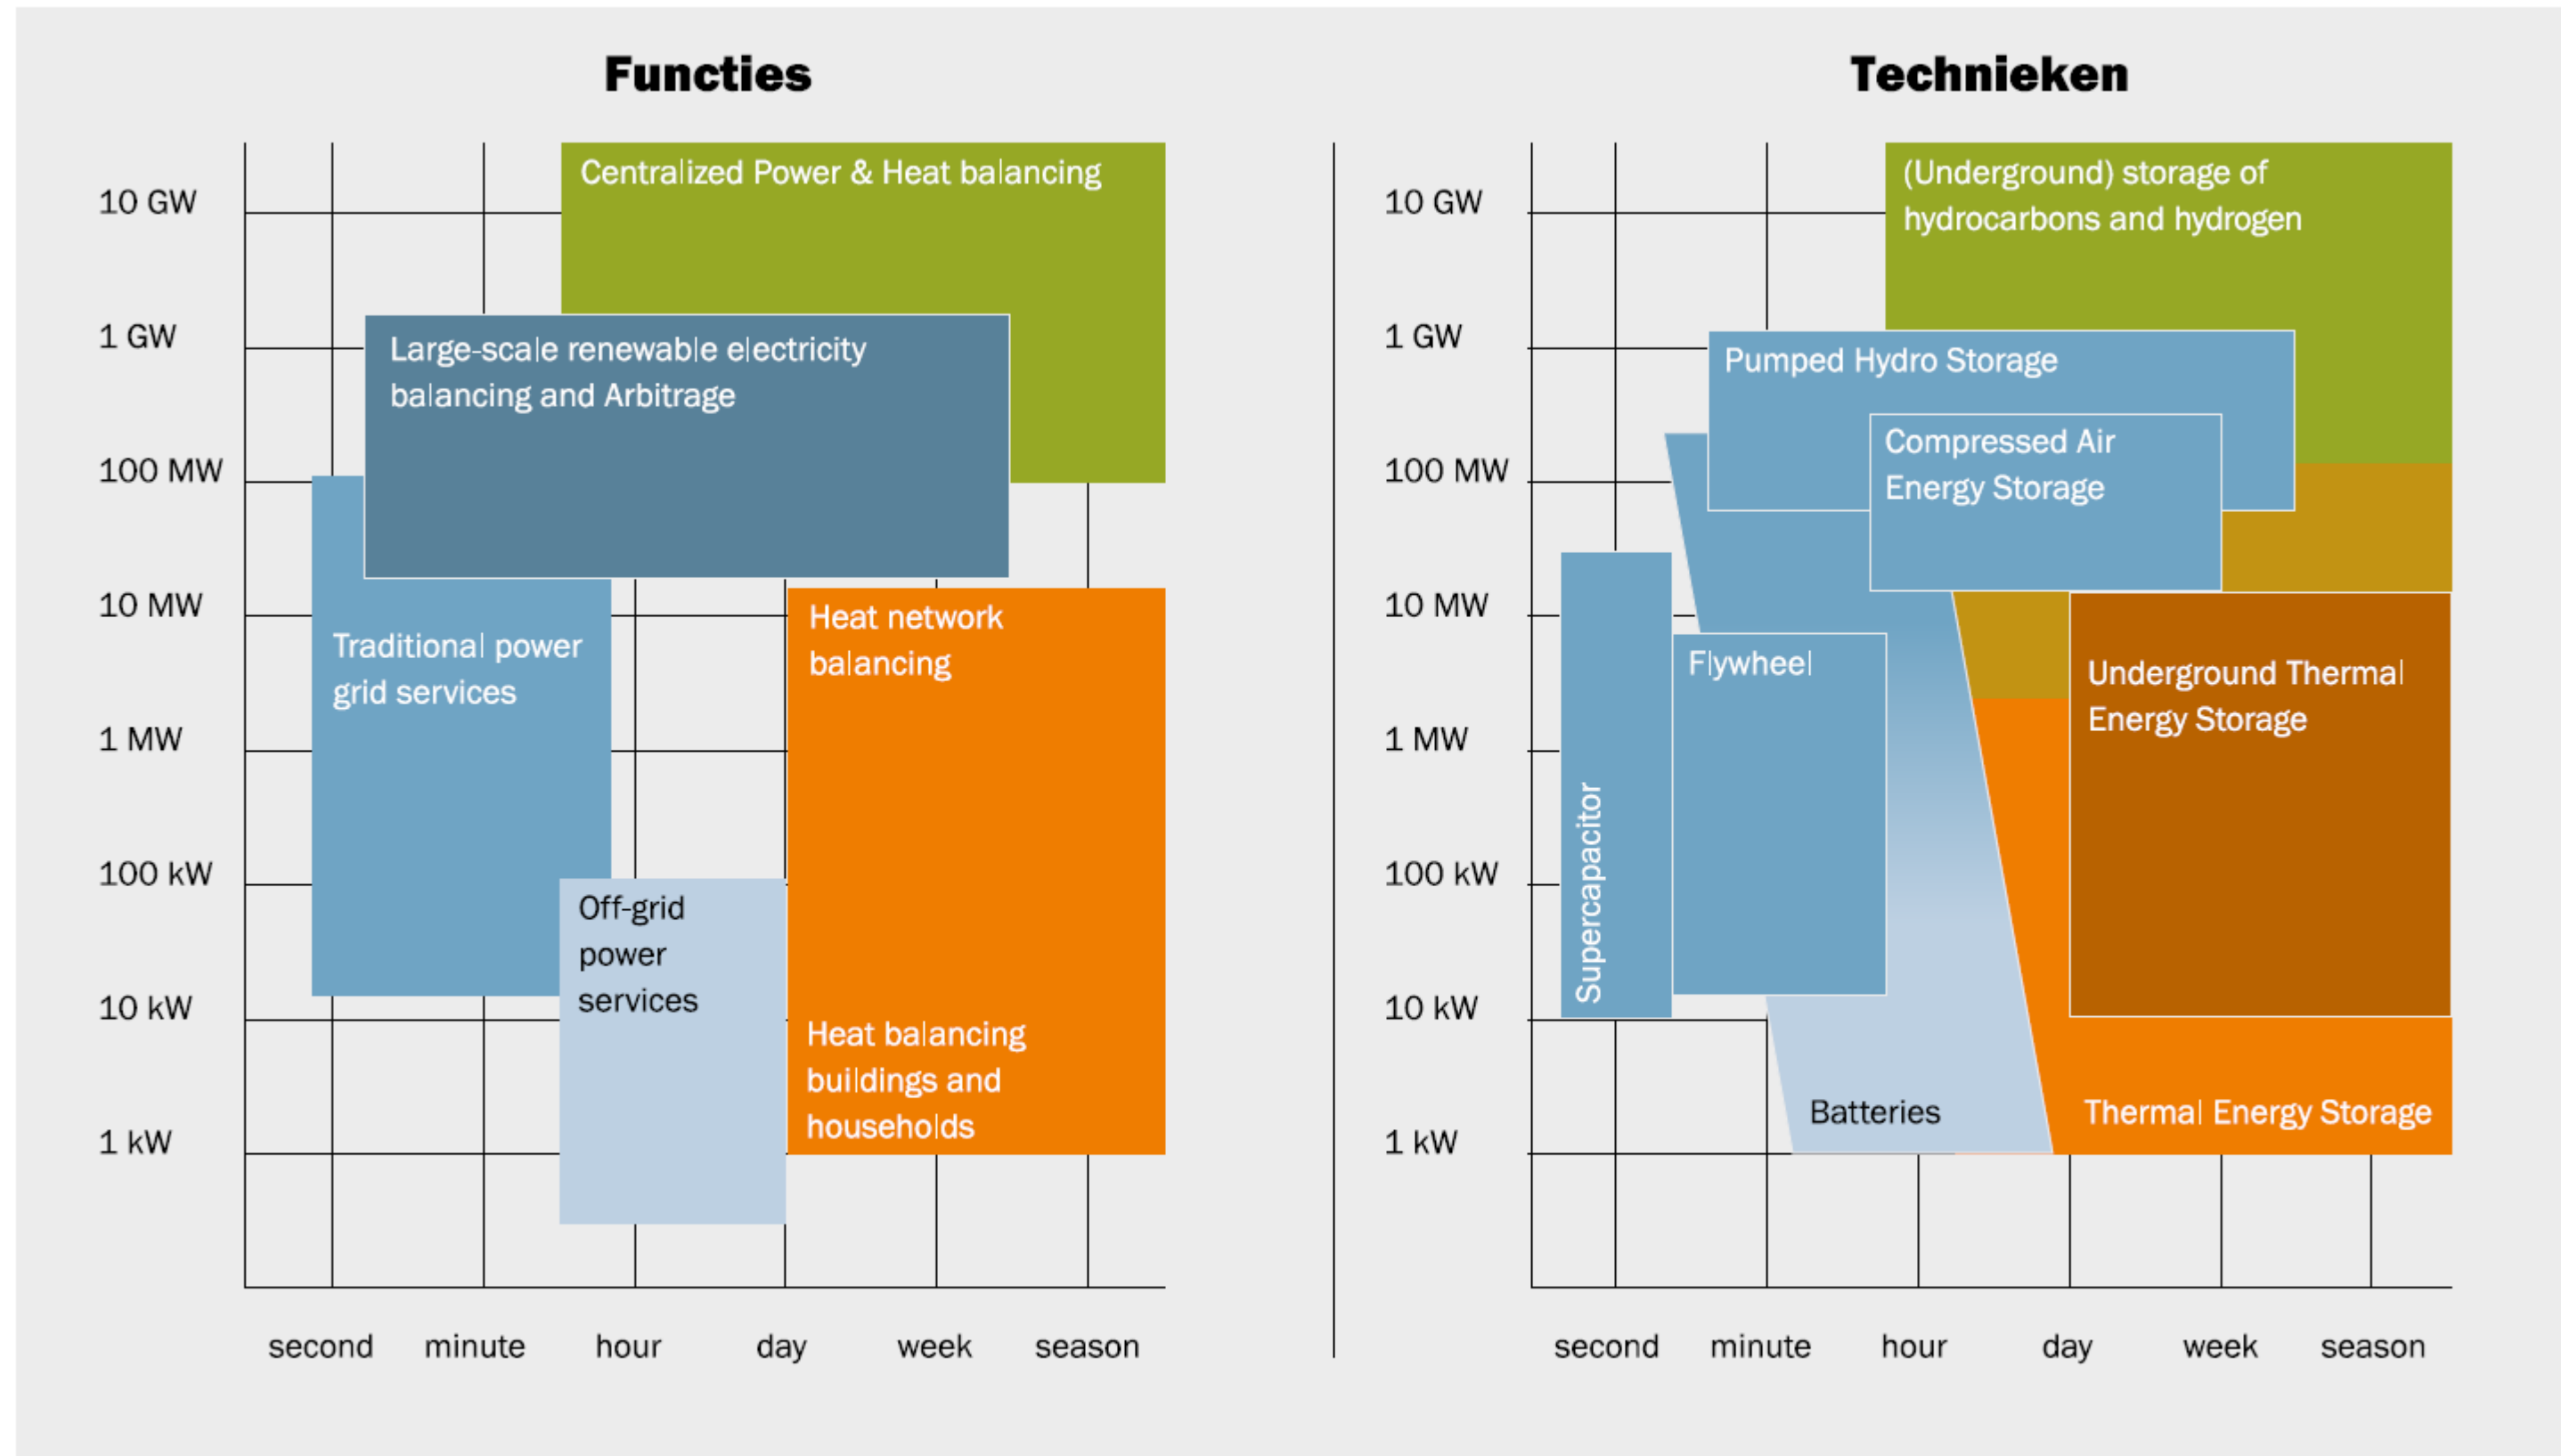 Functies
10 GW
1 GW
100 MW
10 MW
1 MW
100 kW
10 kW
1 kW
Centralized Power & Heat balancing
Large-scale renewable electricity
balancing and Arbitrage
Traditional power
grid services
Heat network
balancing
Off-grid
power
services
Heat balancing
buildings and
households
second minute hour day week season
Technieken
10 GW
1 GW
100 MW
10 MW
1 MW
100 kW
10 kW
1 kW
(Underground) storage of
hydrocarbons and hydrogen
Pumped Hydro Storage
Compressed Air
Energy Storage
Flywheel
Underground Thermal
Energy Storage
Supercapacitor
Batteries
Thermal Energy Storage
second minute hour day week season